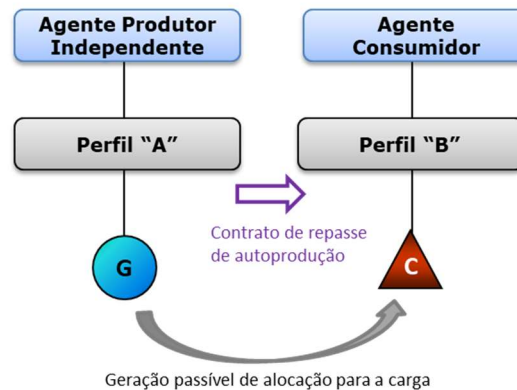 Agente Produtor
Independente
Agente
Consumidor
Perfil “A”
Perfil “B”
Contrato de repasse
de autoprodução
G
C
Geração passível de alocação para a carga